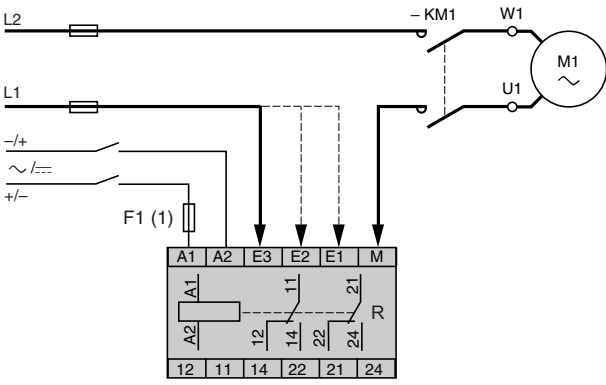 L2
– KM1
W1
M1
L1
U1
–/+
+/–
F1 (1)
A1 A2 E3 E2 E1 M
A1
11
21
R
A2
12
14
22
24
12 11 14 22 21 24